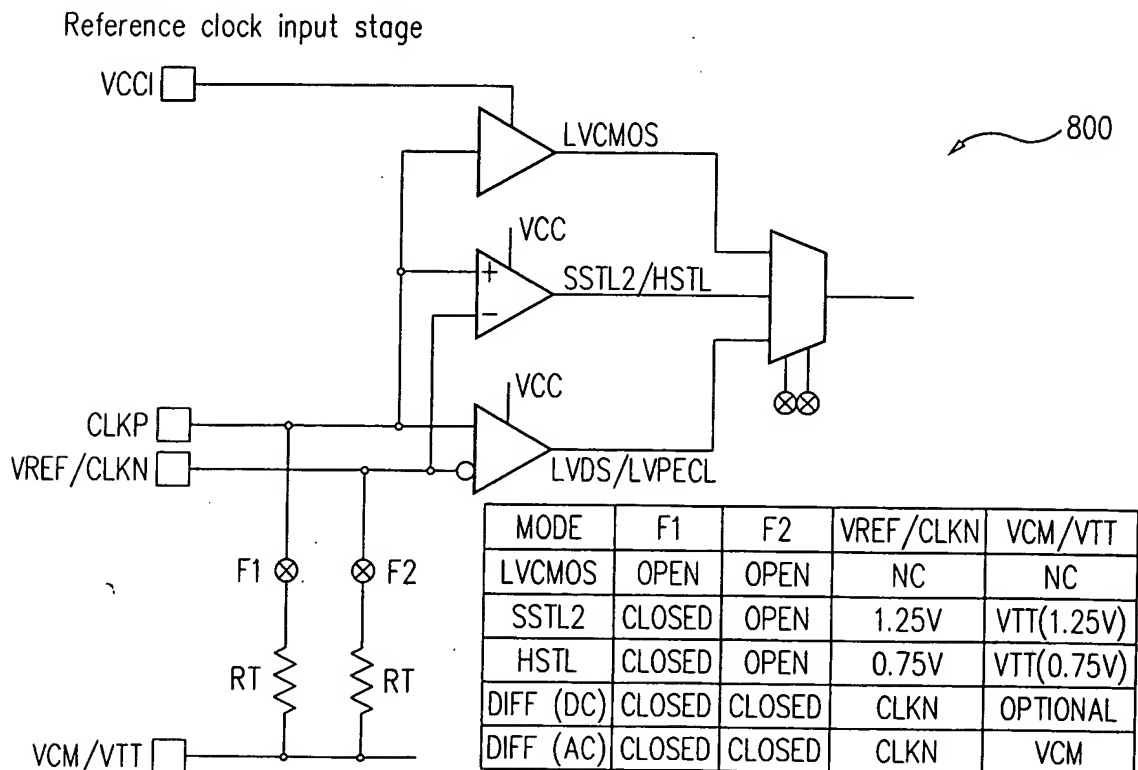 Reference clock input stage
VCCI
LVCMOS
800
VCC
+
SSTL2/HSTL
−
VCC
CLKP
VREF/CLKN
LVDS/LVPECL
F1
F2
RT
RT
VCM/VTT
MODE F1 F2 VREF/CLKN VCM/VTT
LVCMOS OPEN OPEN NC NC
SSTL2 CLOSED OPEN 1.25V VTT(1.25V)
HSTL CLOSED OPEN 0.75V VTT(0.75V)
DIFF (DC) CLOSED CLOSED CLKN OPTIONAL
DIFF (AC) CLOSED CLOSED CLKN VCM